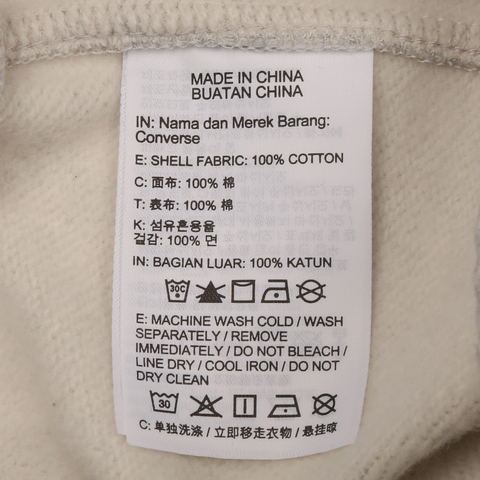 MADE IN CHINA
BUATAN CHINA
IN: Nama dan Merek Barang:
Converse
E: SHELL FABRIC: 100% COTTON
C: 面布: 100% 棉
T: 表布: 100% 棉
K: 섬유혼용율
겉감: 100% 면
IN: BAGIAN LUAR: 100% KATUN
30C
E: MACHINE WASH COLD / WASH
SEPARATELY / REMOVE
IMMEDIATELY / DO NOT BLEACH /
LINE DRY / COOL IRON / DO NOT
DRY CLEAN
30
C: 单独洗涤 / 立即移走衣物 / 悬挂晾